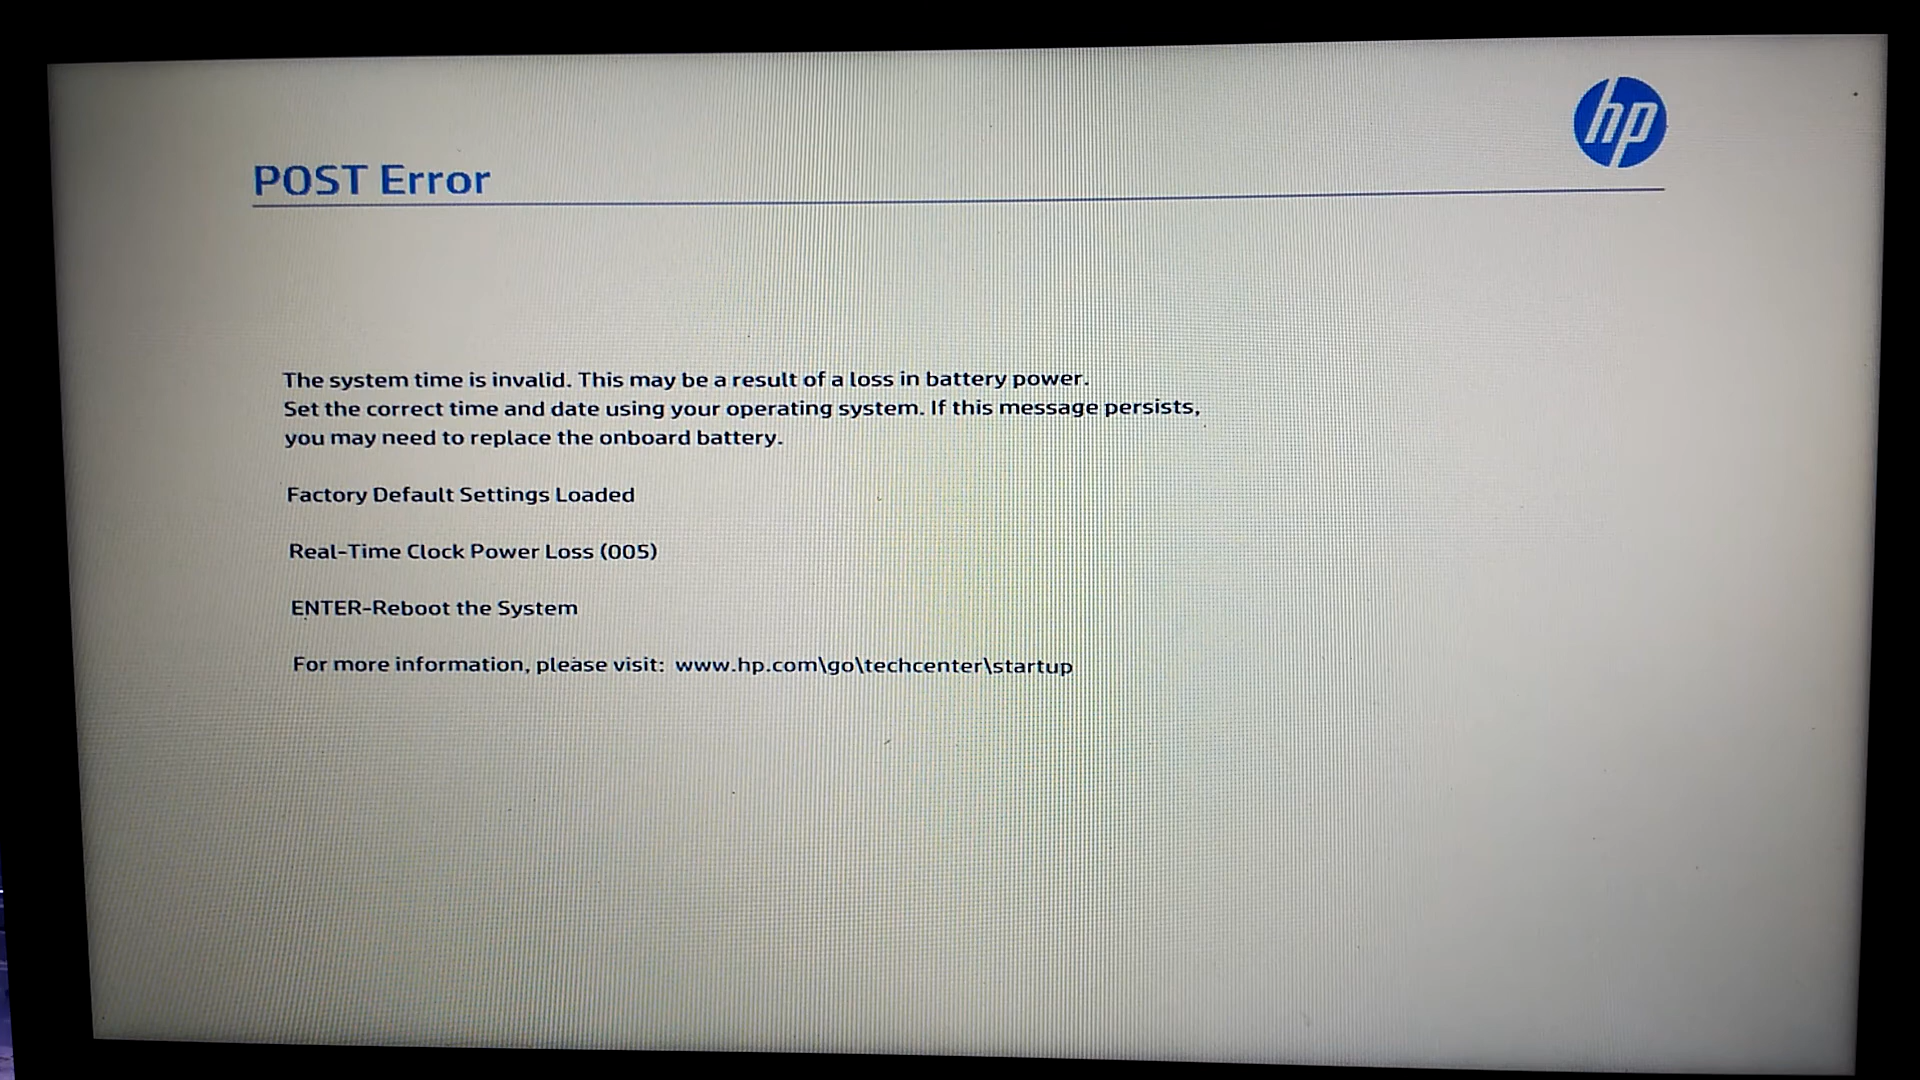 hp
POST Error
The system time is invalid. This may be a result of a loss in battery power.
Set the correct time and date using your operating system. If this message persists,
you may need to replace the onboard battery.
Factory Default Settings Loaded
Real-Time Clock Power Loss (005)
ENTER-Reboot the System
For more information, please visit: www.hp.com\go\techcenter\startup